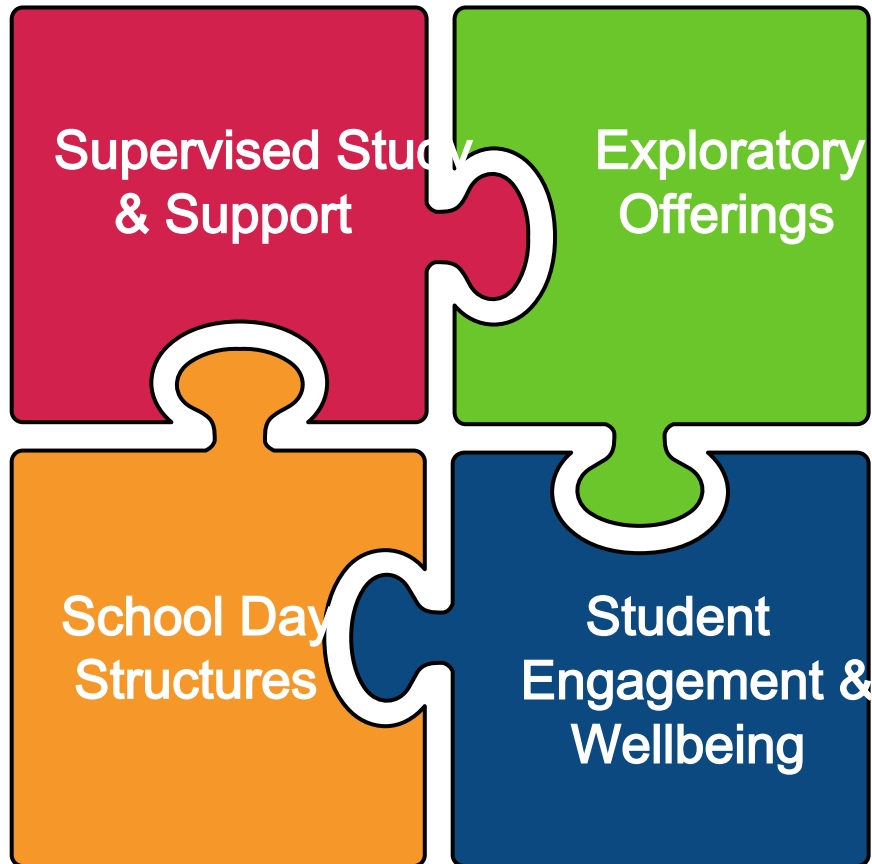 Supervised Study
& Support
Exploratory
Offerings
School Day
Structures
Student
Engagement &
Wellbeing